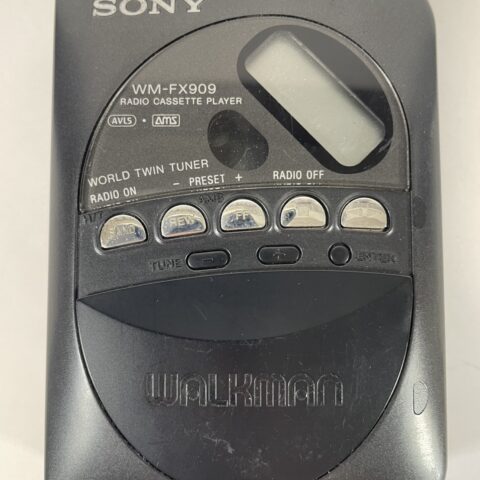 SONY
WM-FX909
RADIO CASSETTE PLAYER
AVLS • AMS
WORLD TWIN TUNER
RADIO ON − PRESET + RADIO OFF
BAND REW FF
TUNE − + ENTER
WALKMAN